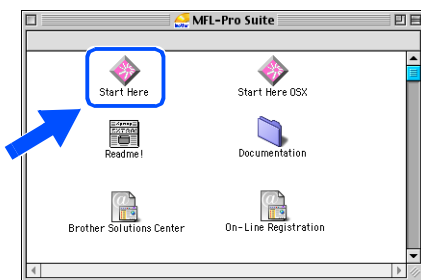 MFL-Pro Suite
Start Here
Start Here OSX
Readme!
Documentation
Brother Solutions Center
On-Line Registration